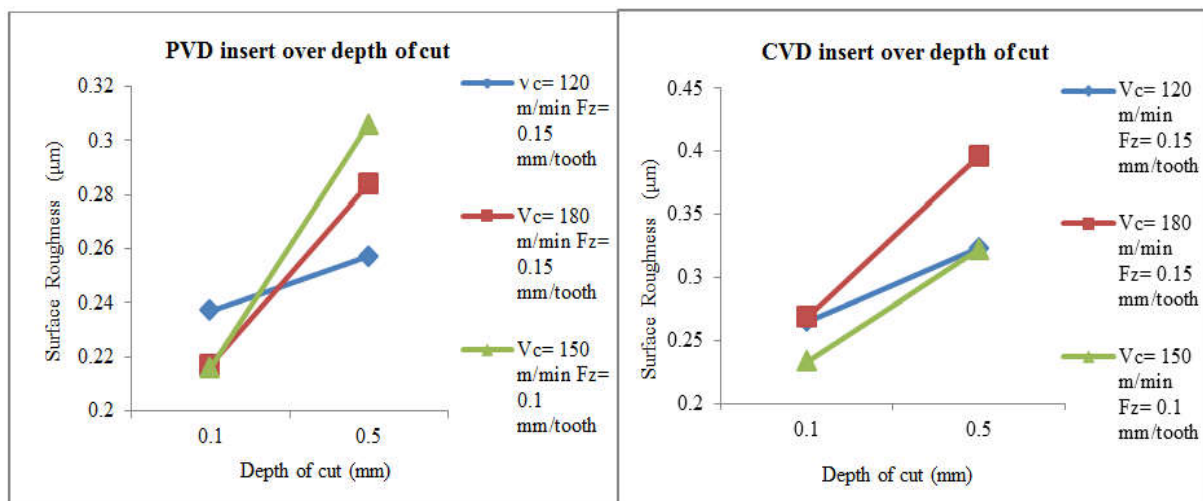 PVD insert over depth of cut
0.32
0.3
0.28
0.26
0.24
0.22
0.2
Surface Roughness (µm)
0.1
0.5
Depth of cut (mm)
Vc= 120
m/min Fz=
0.15
mm/tooth
Vc= 180
m/min Fz=
0.15
mm/tooth
Vc= 150
m/min Fz=
0.1
mm/tooth
CVD insert over depth of cut
0.45
0.4
0.35
0.3
0.25
0.2
Surface Roughness (µm)
0.1
0.5
Depth of cut (mm)
Vc= 120
m/min
Fz= 0.15
mm/tooth
Vc= 180
m/min
Fz= 0.15
mm/tooth
Vc= 150
m/min
Fz= 0.1
mm/tooth